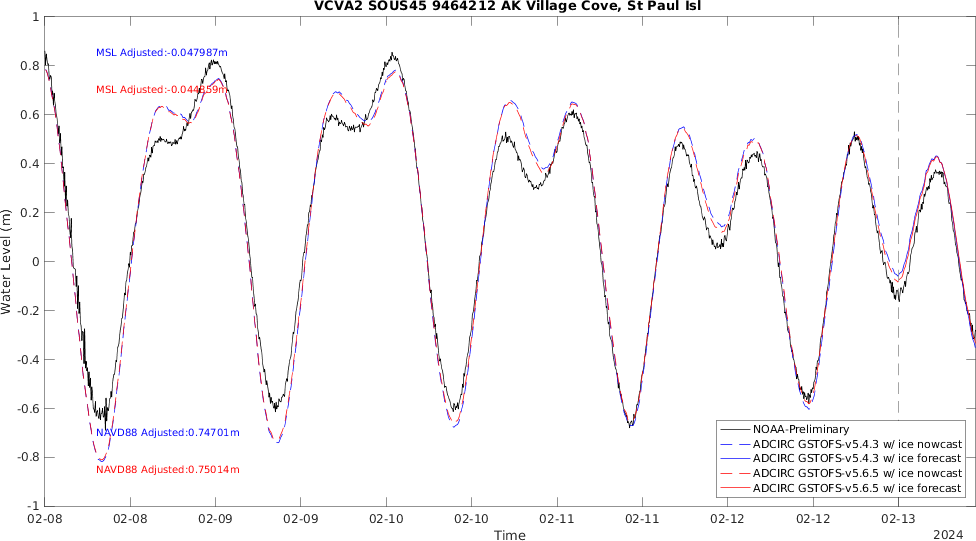 VCVA2 SOUS45 9464212 AK Village Cove, St Paul Isl
1
0.8
0.6
0.4
0.2
0
-0.2
-0.4
-0.6
-0.8
-1
Water Level (m)
MSL Adjusted:-0.047987m
MSL Adjusted:-0.044359m
NAVD88 Adjusted:0.74701m
NAVD88 Adjusted:0.75014m
NOAA-Preliminary
ADCIRC GSTOFS-v5.4.3 w/ ice nowcast
ADCIRC GSTOFS-v5.4.3 w/ ice forecast
ADCIRC GSTOFS-v5.6.5 w/ ice nowcast
ADCIRC GSTOFS-v5.6.5 w/ ice forecast
02-08 02-08 02-09 02-09 02-10 02-10 02-11 02-11 02-12 02-12 02-13
Time
2024